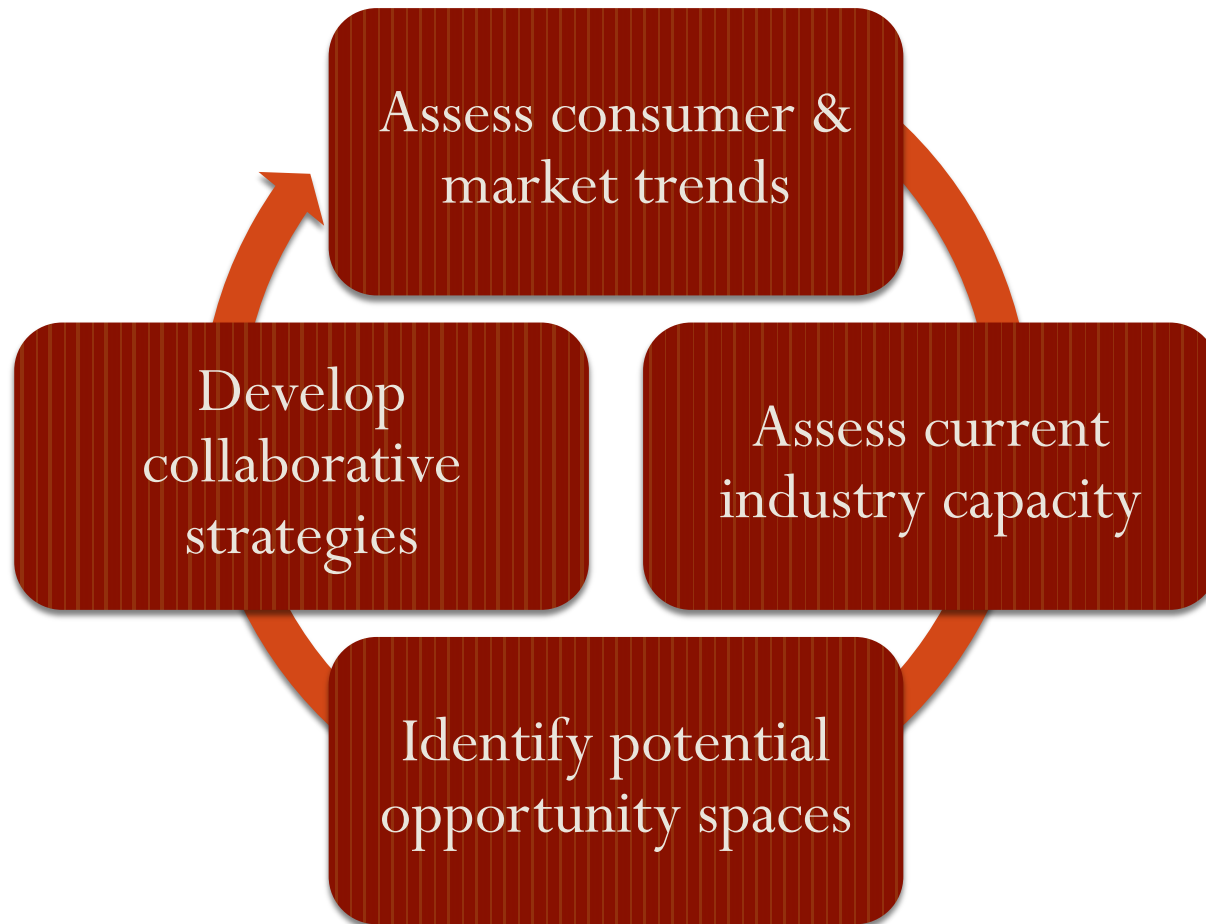 Assess consumer &
market trends
Assess current
industry capacity
Identify potential
opportunity spaces
Develop
collaborative
strategies